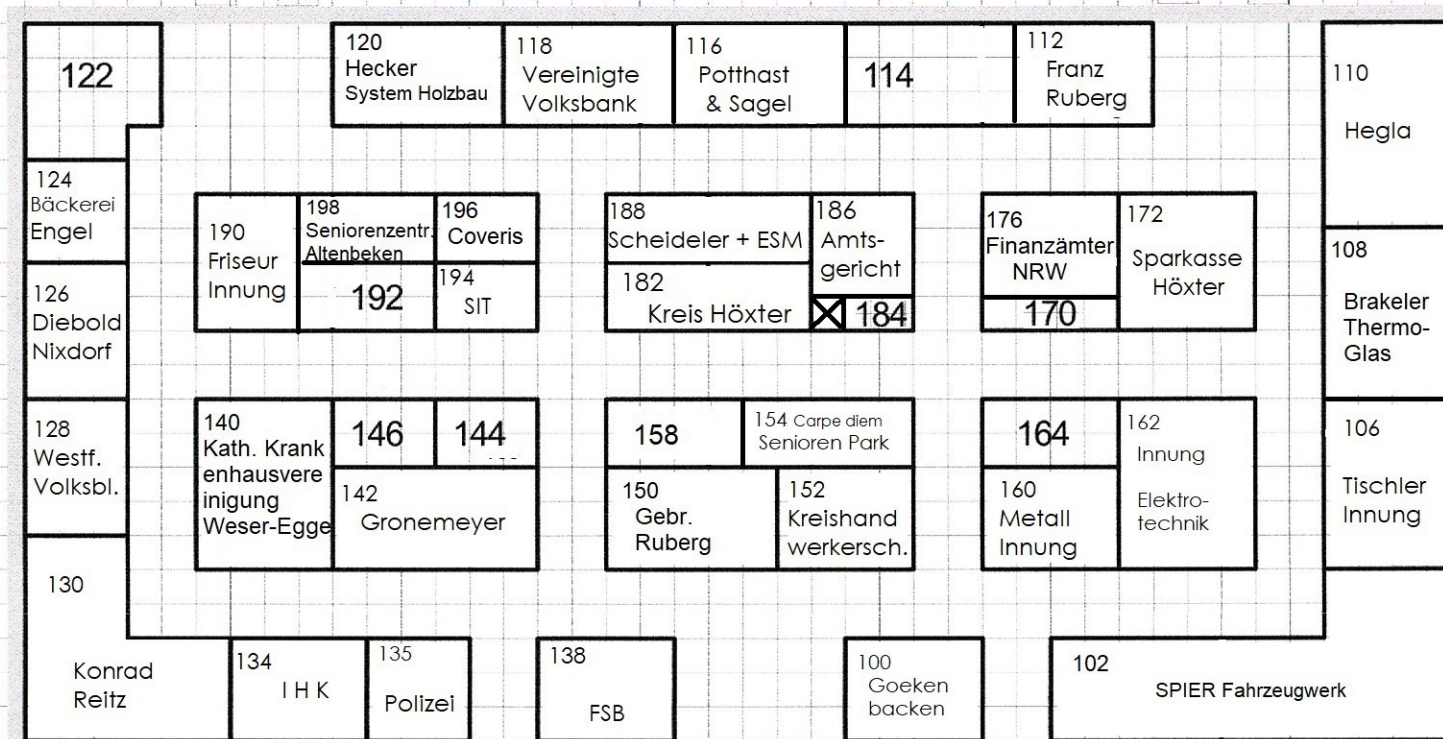 122
120
Hecker
System Holzbau
118
Vereinigte
Volksbank
116
Potthast
& Sagel
114
112
Franz
Ruberg
110
Hegla
124
Bäckerei
Engel
190
Friseur
Innung
198
Seniorenzentr.
Altenbeken
196
Coveris
192
194
SIT
188
Scheideler + ESM
186
Amts-
gericht
182
Kreis Höxter
184
176
Finanzämter
NRW
170
172
Sparkasse
Höxter
108
Brakeler
Thermo-
Glas
126
Diebold
Nixdorf
128
Westf.
Volksbl.
140
Kath. Krank
enhausvere
inigung
Weser-Egge
146
144
142
Gronemeyer
158
154 Carpe diem
Senioren Park
150
Gebr.
Ruberg
152
Kreishand
werkersch.
164
160
Metall
Innung
162
Innung
Elektro-
technik
106
Tischler
Innung
130
Konrad
Reitz
134
I H K
135
Polizei
138
FSB
100
Goeken
backen
102
SPIER Fahrzeugwerk